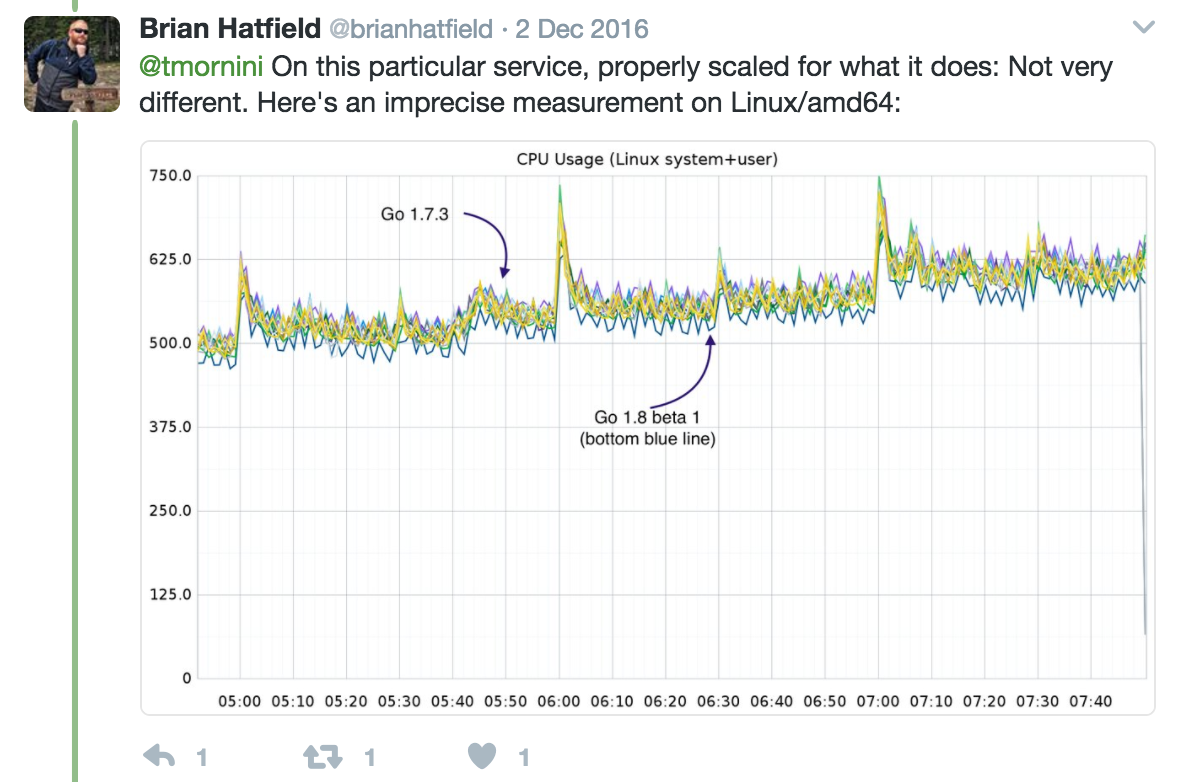 Brian Hatfield @brianhatfield · 2 Dec 2016
@tmornini On this particular service, properly scaled for what it does: Not very
different. Here's an imprecise measurement on Linux/amd64:
CPU Usage (Linux system+user)
750.0
Go 1.7.3
625.0
500.0
Go 1.8 beta 1
375.0
(bottom blue line)
250.0
125.0
0
05:00 05:10 05:20 05:30 05:40 05:50 06:00 06:10 06:20 06:30 06:40 06:50 07:00 07:10 07:20 07:30 07:40
1 1 1